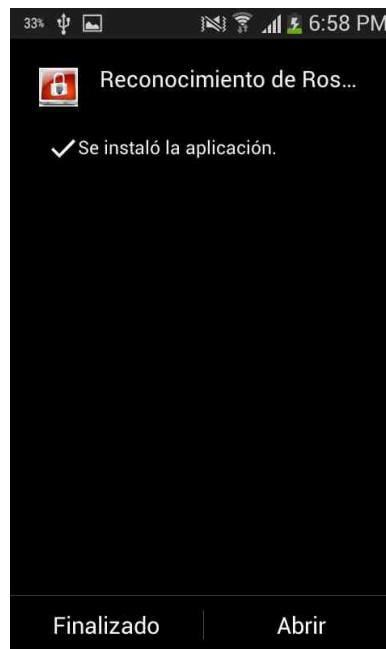 33% 6:58 PM
Reconocimiento de Ros...
Se instaló la aplicación.
Finalizado Abrir